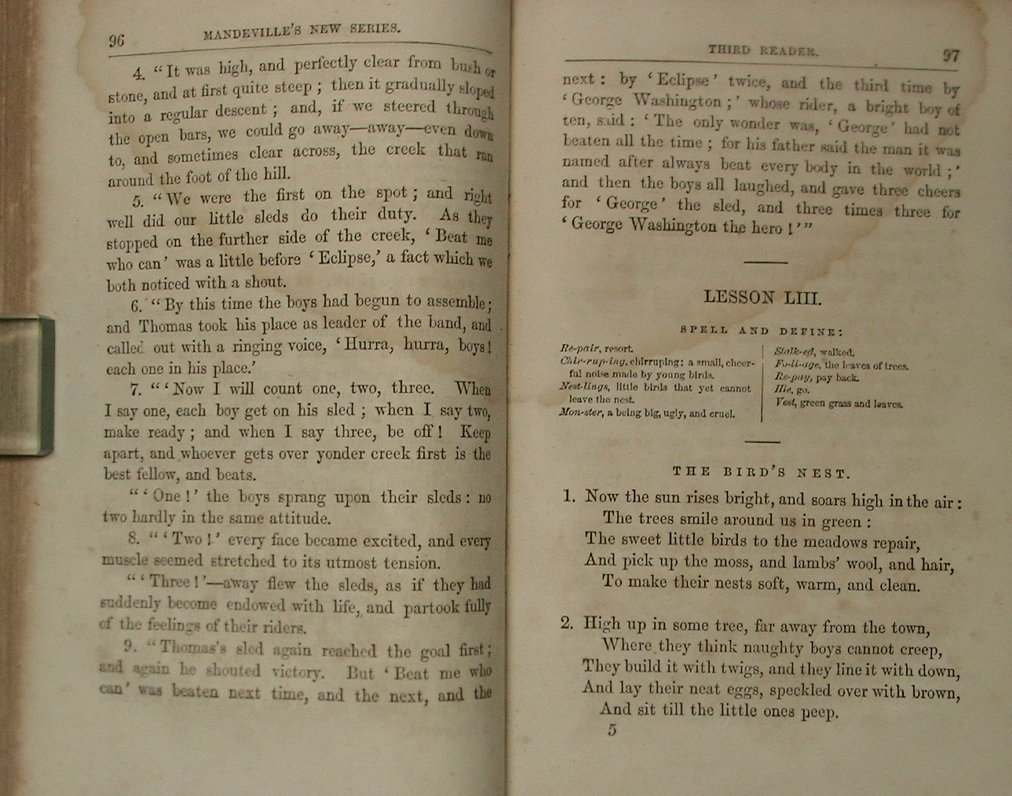 96 MANDEVILLE'S NEW SERIES.
4. "It was high, and perfectly clear from bush or
stone, and at first quite steep ; then it gradually sloped
into a regular descent ; and, if we steered through
the open bars, we could go away—away—even down
to, and sometimes clear across, the creek that ran
around the foot of the hill.
5. "We were the first on the spot ; and right
well did our little sleds do their duty. As they
stopped on the further side of the creek, 'Beat me
who can' was a little before 'Eclipse,' a fact which we
both noticed with a shout.
6. "By this time the boys had begun to assemble ;
and Thomas took his place as leader of the band, and
called out with a ringing voice, 'Hurra, hurra, boys!
each one in his place.'
7. "'Now I will count one, two, three. When
I say one, each boy get on his sled ; when I say two,
make ready ; and when I say three, be off! Keep
apart, and whoever gets over yonder creek first is the
best fellow, and beats.
"'One!' the boys sprang upon their sleds : no
two hardly in the same attitude.
8. "'Two!' every face became excited, and every
muscle seemed stretched to its utmost tension.
"'Three!'—away flew the sleds, as if they had
suddenly become endowed with life, and partook fully
of the feelings of their riders.
9. "Thomas's sled again reached the goal first ;
and again he shouted victory. But 'Beat me who
can' was beaten next time, and the next, and the
THIRD READER. 97
next : by 'Eclipse' twice, and the third time by
'George Washington ;' whose rider, a bright boy of
ten, said : 'The only wonder was, 'George' had not
beaten all the time ; for his father said the man it was
named after always beat every body in the world ;'
and then the boys all laughed, and gave three cheers
for 'George' the sled, and three times three for
'George Washington the hero!'"
LESSON LIII.
SPELL AND DEFINE:
Re-pair, resort.
Chir-rup-ing, chirruping; a small, cheer-
ful noise made by young birds.
Nest-lings, little birds that yet cannot
leave the nest.
Mon-ster, a being big, ugly, and cruel.
Stalk-ed, walked.
Fo-li-age, the leaves of trees.
Re-pay, pay back.
Hie, go.
Vest, green grass and leaves.
THE BIRD'S NEST.
1. Now the sun rises bright, and soars high in the air :
The trees smile around us in green :
The sweet little birds to the meadows repair,
And pick up the moss, and lambs' wool, and hair,
To make their nests soft, warm, and clean.
2. High up in some tree, far away from the town,
Where they think naughty boys cannot creep,
They build it with twigs, and they line it with down,
And lay their neat eggs, speckled over with brown,
And sit till the little ones peep.
5